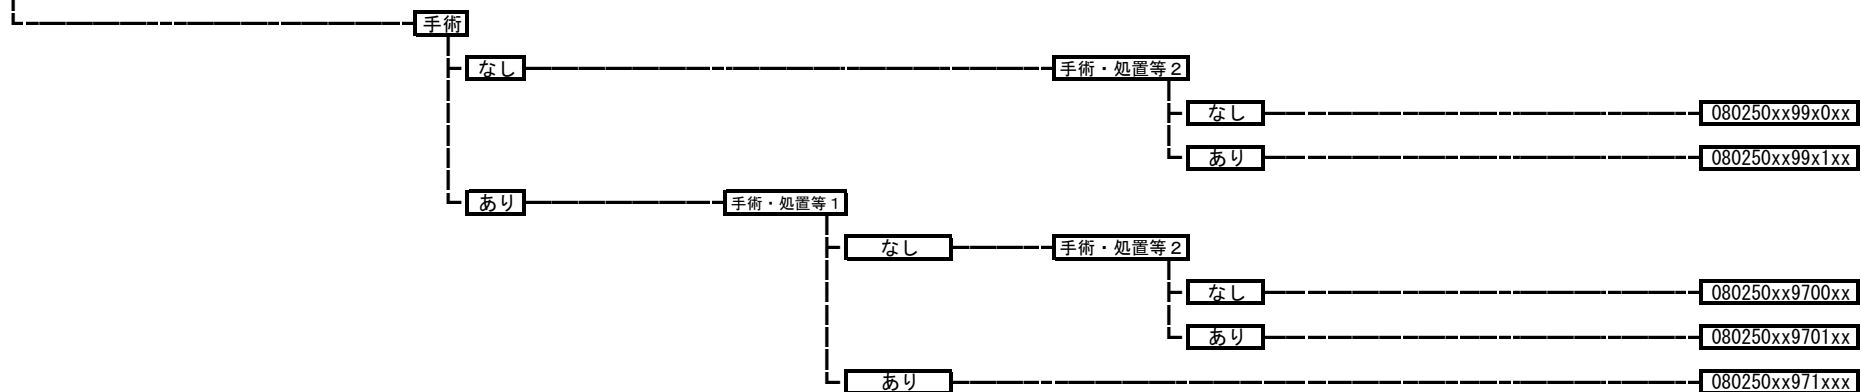 手術
なし 手術・処置等２
なし 080250xx99x0xx
あり 080250xx99x1xx
あり 手術・処置等１
なし 手術・処置等２
なし 080250xx9700xx
あり 080250xx9701xx
あり 080250xx971xxx